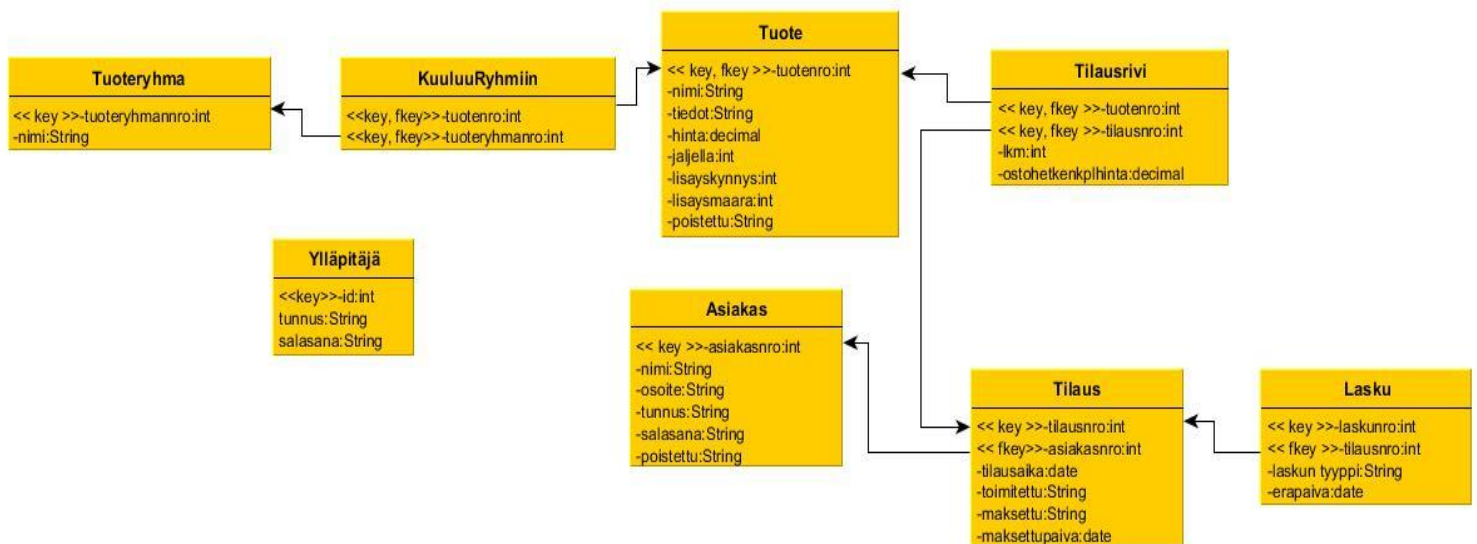 Tuoteryhma
<< key >>-tuoteryhmannro:int
-nimi:String
KuuluuRyhmiin
<<key, fkey>>-tuotenro:int
<<key, fkey>>-tuoteryhmanro:int
Tuote
<< key, fkey >>-tuotenro:int
-nimi:String
-tiedot:String
-hinta:decimal
-jaljella:int
-lisayskynnys:int
-lisaysmaara:int
-poistettu:String
Tilausrivi
<< key, fkey >>-tuotenro:int
<< key, fkey >>-tilausnro:int
-lkm:int
-ostohetkenkplhinta:decimal
Ylläpitäjä
<<key>>-id:int
tunnus:String
salasana:String
Asiakas
<< key >>-asiakasnro:int
-nimi:String
-osoite:String
-tunnus:String
-salasana:String
-poistettu:String
Tilaus
<< key >>-tilausnro:int
<< fkey>>-asiakasnro:int
-tilausaika:date
-toimitettu:String
-maksettu:String
-maksettupaiva:date
Lasku
<< key >>-laskunro:int
<< fkey >>-tilausnro:int
-laskun tyyppi:String
-erapaiva:date